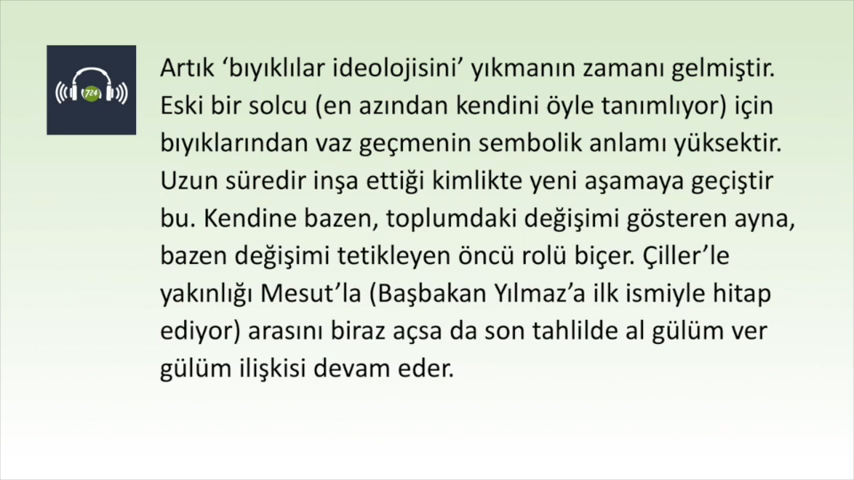 Artık ‘bıyıklılar ideolojisini’ yıkmanın zamanı gelmiştir.
Eski bir solcu (en azından kendini öyle tanımlıyor) için
bıyıklarından vaz geçmenin sembolik anlamı yüksektir.
Uzun süredir inşa ettiği kimlikte yeni aşamaya geçiştir
bu. Kendine bazen, toplumdaki değişimi gösteren ayna,
bazen değişimi tetikleyen öncü rolü biçer. Çiller’le
yakınlığı Mesut’la (Başbakan Yılmaz’a ilk ismiyle hitap
ediyor) arasını biraz açsa da son tahlilde al gülüm ver
gülüm ilişkisi devam eder.
724